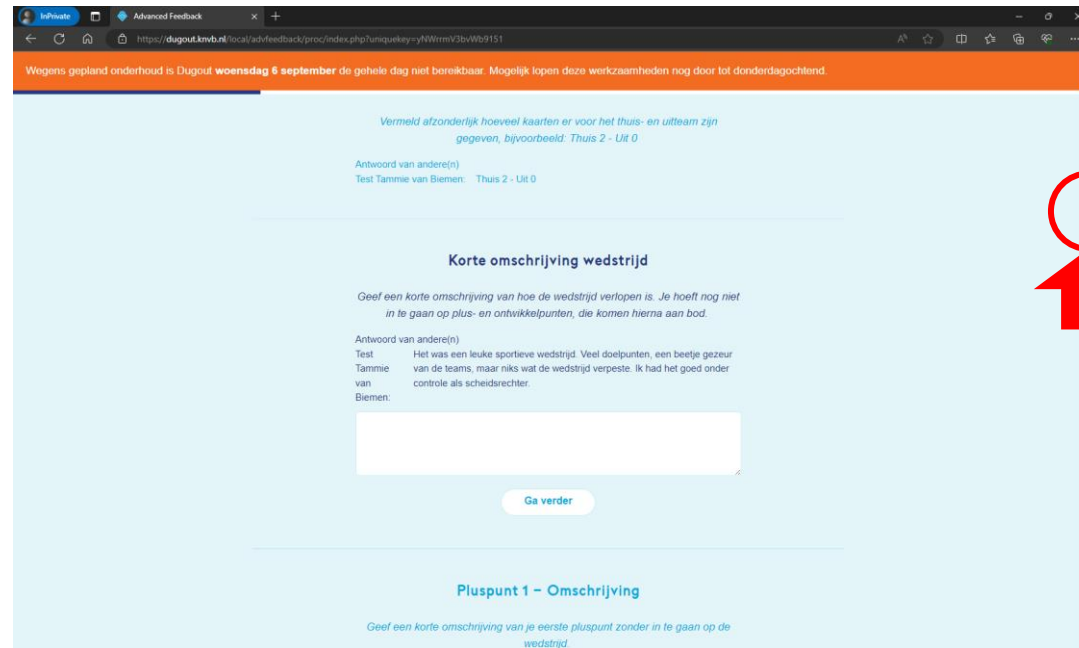 InPrivate
Advanced Feedback
https://dugout.knvb.nl/local/advfeedback/proc/index.php?uniquekey=yNWrrmV3bvWb9151
Wegens gepland onderhoud is Dugout woensdag 6 september de gehele dag niet bereikbaar. Mogelijk lopen deze werkzaamheden nog door tot donderdagochtend.
Vermeld afzonderlijk hoeveel kaarten er voor het thuis- en uitteam zijn
gegeven, bijvoorbeeld: Thuis 2 - Uit 0
Antwoord van andere(n)
Test Tammie van Biemen: Thuis 2 - Uit 0
Korte omschrijving wedstrijd
Geef een korte omschrijving van hoe de wedstrijd verlopen is. Je hoeft nog niet
in te gaan op plus- en ontwikkelpunten, die komen hierna aan bod.
Antwoord van andere(n)
Test Het was een leuke sportieve wedstrijd. Veel doelpunten, een beetje gezeur
Tammie van de teams, maar niks wat de wedstrijd verpeste. Ik had het goed onder
van controle als scheidsrechter.
Biemen:
Ga verder
Pluspunt 1 – Omschrijving
Geef een korte omschrijving van je eerste pluspunt zonder in te gaan op de
wedstrijd.